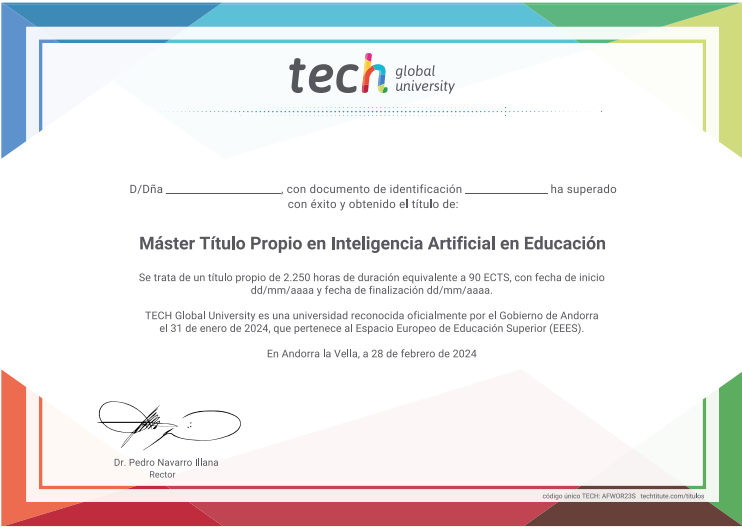 tech global university
D/Dña ____________________, con documento de identificación ______________ ha superado
con éxito y obtenido el título de:
Máster Título Propio en Inteligencia Artificial en Educación
Se trata de un título propio de 2.250 horas de duración equivalente a 90 ECTS, con fecha de inicio
dd/mm/aaaa y fecha de finalización dd/mm/aaaa.
TECH Global University es una universidad reconocida oficialmente por el Gobierno de Andorra
el 31 de enero de 2024, que pertenece al Espacio Europeo de Educación Superior (EEES).
En Andorra la Vella, a 28 de febrero de 2024
Dr. Pedro Navarro Illana
Rector
código único TECH: AFWOR23S techtitute.com/titulos